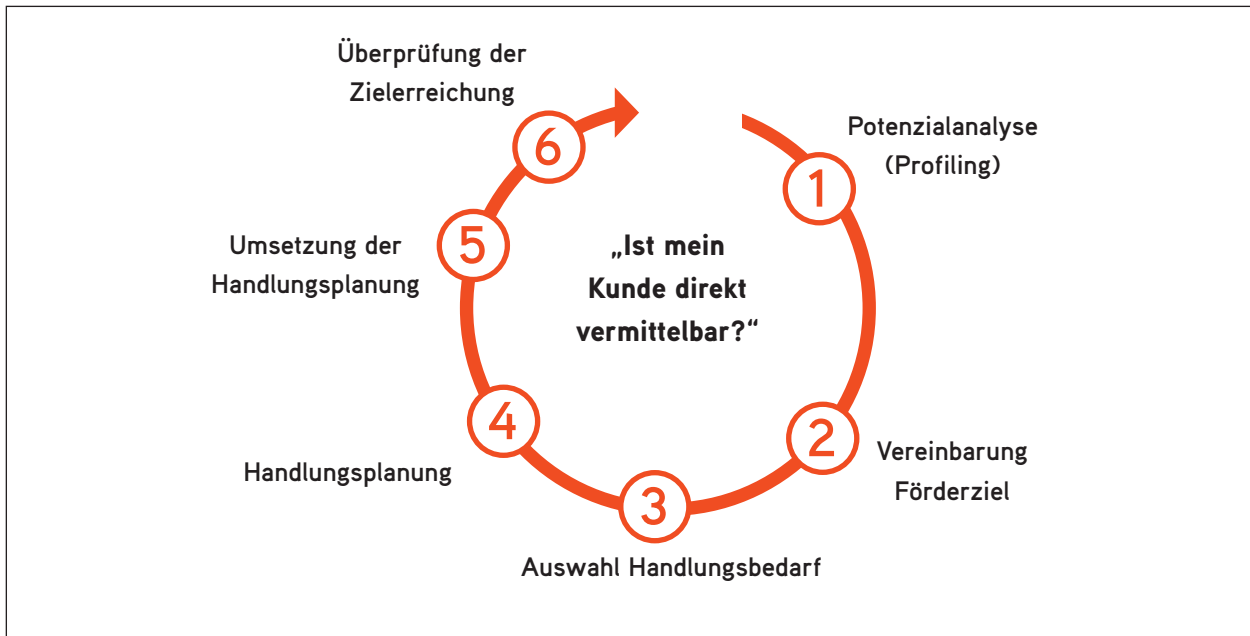 „Ist mein
Kunde direkt
vermittelbar?“
1
Potenzialanalyse
(Profiling)
2
Vereinbarung
Förderziel
3
Auswahl Handlungsbedarf
4
Handlungsplanung
5
Umsetzung der
Handlungsplanung
6
Überprüfung der
Zielerreichung